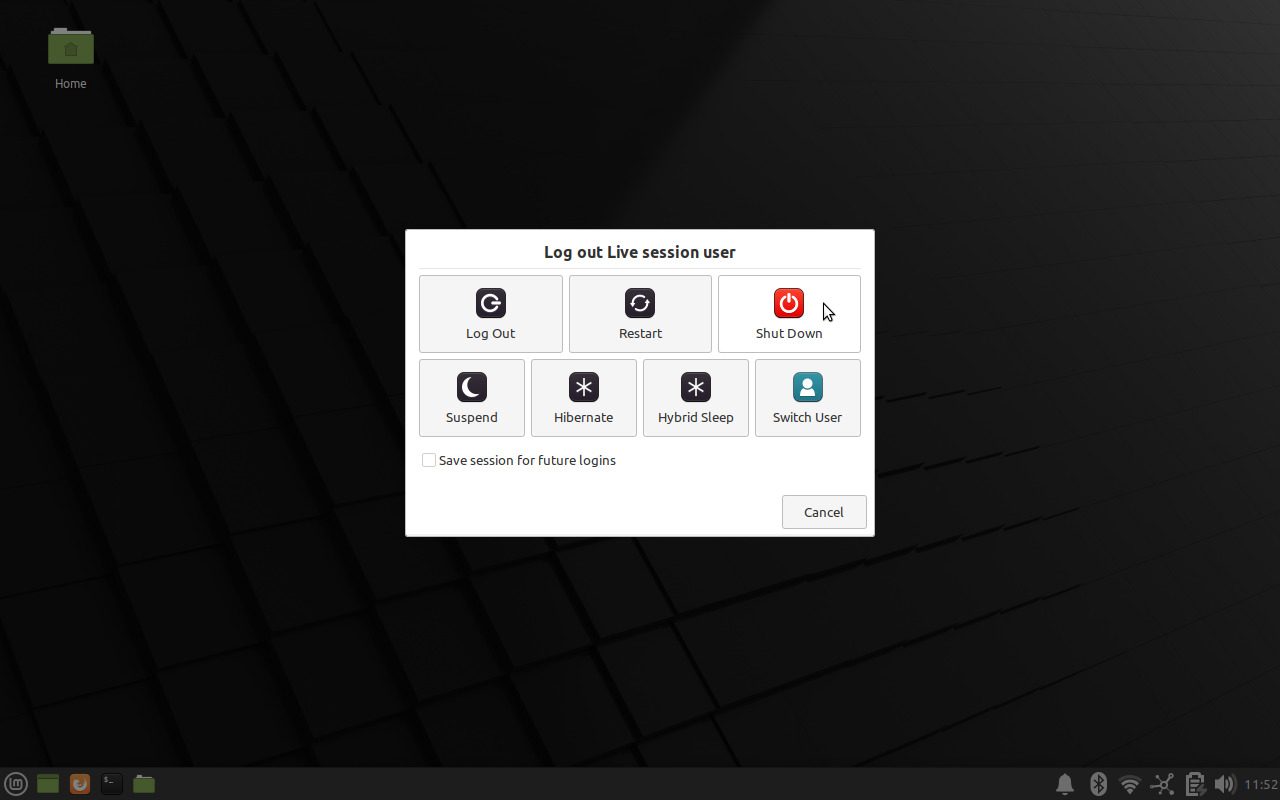 Home
Log out Live session user
Log Out
Restart
Shut Down
Suspend
Hibernate
Hybrid Sleep
Switch User
Save session for future logins
Cancel
$_
11:52